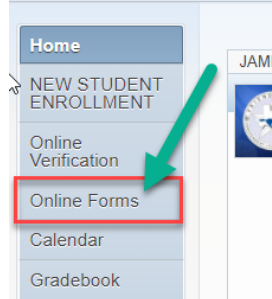 Home
JAM
NEW STUDENT
ENROLLMENT
Online
Verification
Online Forms
Calendar
Gradebook